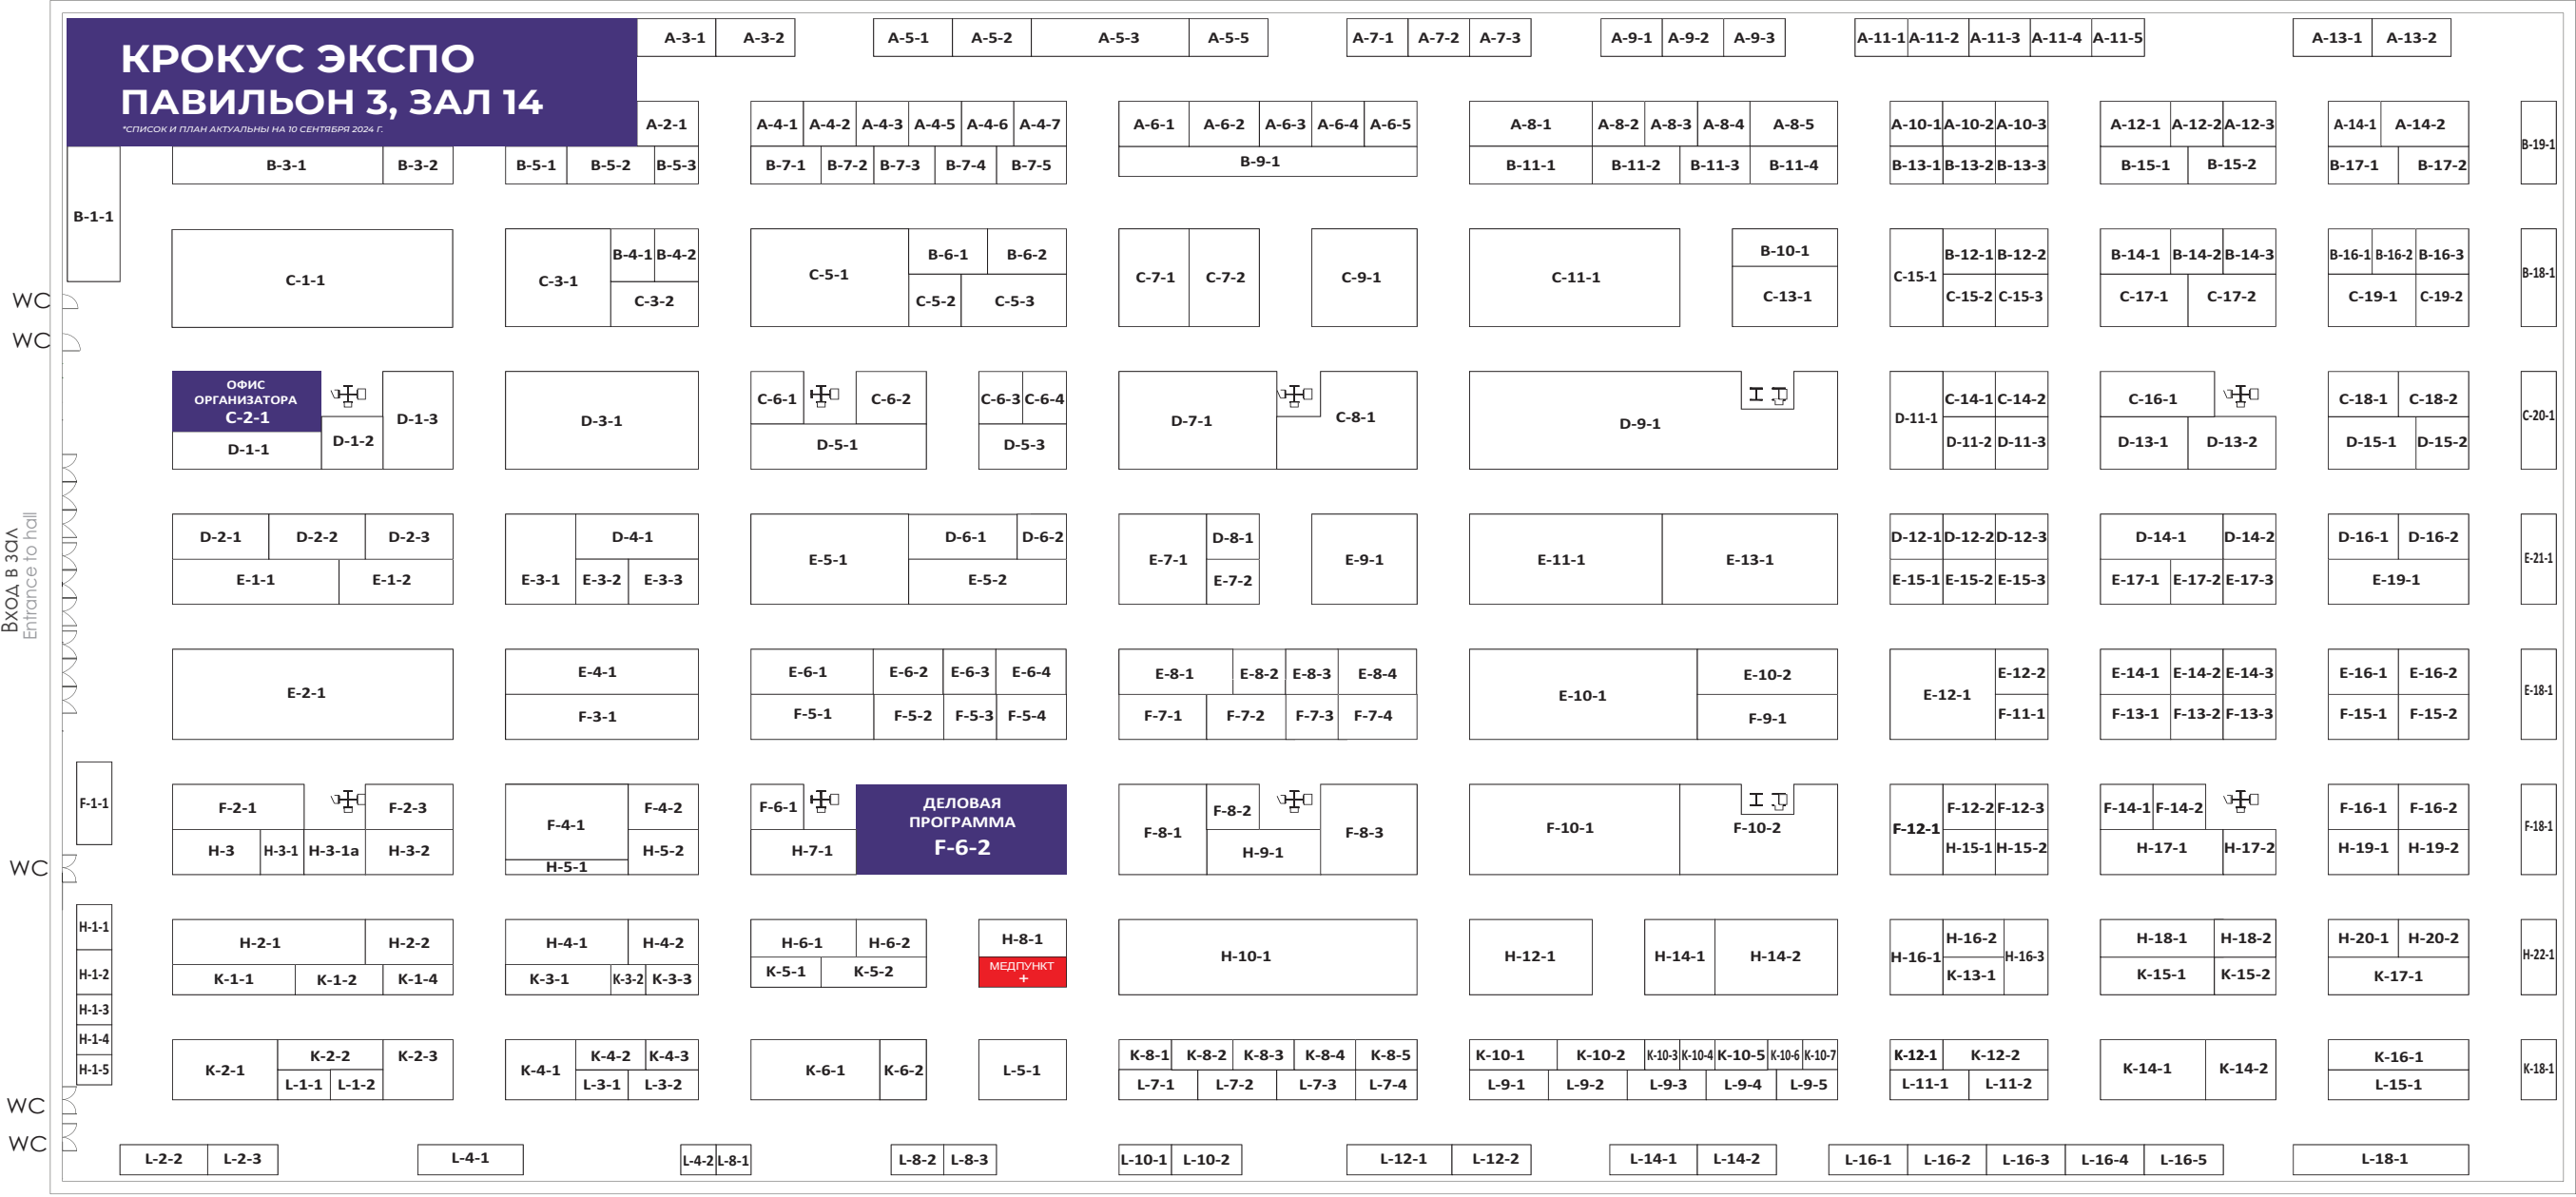 КРОКУС ЭКСПО
ПАВИЛЬОН 3, ЗАЛ 14
*СПИСОК И ПЛАН АКТУАЛЬНЫ НА 10 СЕНТЯБРЯ 2024 Г.
A-3-1 A-3-2 A-5-1 A-5-2 A-5-3 A-5-5 A-7-1 A-7-2 A-7-3 A-9-1 A-9-2 A-9-3 A-11-1 A-11-2 A-11-3 A-11-4 A-11-5 A-13-1 A-13-2
A-2-1 A-4-1 A-4-2 A-4-3 A-4-5 A-4-6 A-4-7 A-6-1 A-6-2 A-6-3 A-6-4 A-6-5 A-8-1 A-8-2 A-8-3 A-8-4 A-8-5 A-10-1 A-10-2 A-10-3 A-12-1 A-12-2 A-12-3 A-14-1 A-14-2 B-19-1
B-3-1 B-3-2 B-5-1 B-5-2 B-5-3 B-7-1 B-7-2 B-7-3 B-7-4 B-7-5 B-9-1 B-11-1 B-11-2 B-11-3 B-11-4 B-13-1 B-13-2 B-13-3 B-15-1 B-15-2 B-17-1 B-17-2
B-1-1
B-4-1 B-4-2 B-6-1 B-6-2 B-10-1 B-12-1 B-12-2 B-14-1 B-14-2 B-14-3 B-16-1 B-16-2 B-16-3 B-18-1
C-1-1 C-3-1 C-5-1 C-7-1 C-7-2 C-9-1 C-11-1 C-15-1
C-3-2 C-5-2 C-5-3 C-13-1 C-15-2 C-15-3 C-17-1 C-17-2 C-19-1 C-19-2
WC
WC
ОФИС
ОРГАНИЗАТОРА
C-2-1
C-6-1 C-6-2 C-6-3 C-6-4 C-14-1 C-14-2 C-16-1 C-18-1 C-18-2
D-1-3 D-3-1 D-7-1 C-8-1 D-9-1 D-11-1 C-20-1
D-1-1 D-1-2 D-5-1 D-5-3 D-11-2 D-11-3 D-13-1 D-13-2 D-15-1 D-15-2
Вход в зал
Entrance to hall
D-2-1 D-2-2 D-2-3 D-4-1 D-6-1 D-6-2 D-8-1 D-12-1 D-12-2 D-12-3 D-14-1 D-14-2 D-16-1 D-16-2
E-5-1 E-7-1 E-9-1 E-11-1 E-13-1 E-21-1
E-1-1 E-1-2 E-3-1 E-3-2 E-3-3 E-5-2 E-7-2 E-15-1 E-15-2 E-15-3 E-17-1 E-17-2 E-17-3 E-19-1
E-4-1 E-6-1 E-6-2 E-6-3 E-6-4 E-8-1 E-8-2 E-8-3 E-8-4 E-10-2 E-12-2 E-14-1 E-14-2 E-14-3 E-16-1 E-16-2
E-2-1 E-10-1 E-12-1 E-18-1
F-3-1 F-5-1 F-5-2 F-5-3 F-5-4 F-7-1 F-7-2 F-7-3 F-7-4 F-9-1 F-11-1 F-13-1 F-13-2 F-13-3 F-15-1 F-15-2
F-1-1 F-2-1 F-2-3 F-4-2 F-6-1 F-8-2 F-12-2 F-12-3 F-14-1 F-14-2 F-16-1 F-16-2
ДЕЛОВАЯ
ПРОГРАММА
F-6-2
F-4-1 F-8-1 F-8-3 F-10-1 F-10-2 F-12-1 F-18-1
H-3 H-3-1 H-3-1a H-3-2 H-5-1 H-5-2 H-7-1 H-9-1 H-15-1 H-15-2 H-17-1 H-17-2 H-19-1 H-19-2
WC
H-1-1 H-2-1 H-2-2 H-4-1 H-4-2 H-6-1 H-6-2 H-8-1 H-16-2 H-18-1 H-18-2 H-20-1 H-20-2
H-10-1 H-12-1 H-14-1 H-14-2 H-16-1 H-16-3 H-22-1
H-1-2 K-1-1 K-1-2 K-1-4 K-3-1 K-3-2 K-3-3 K-5-1 K-5-2
МЕДПУНКТ
+
K-13-1 K-15-1 K-15-2 K-17-1
H-1-3
H-1-4
H-1-5
K-2-2 K-2-3 K-4-2 K-4-3 K-8-1 K-8-2 K-8-3 K-8-4 K-8-5 K-10-1 K-10-2 K-10-3 K-10-4 K-10-5 K-10-6 K-10-7 K-12-1 K-12-2 K-16-1
K-2-1 K-4-1 K-6-1 K-6-2 L-5-1 K-14-1 K-14-2 K-18-1
L-1-1 L-1-2 L-3-1 L-3-2 L-7-1 L-7-2 L-7-3 L-7-4 L-9-1 L-9-2 L-9-3 L-9-4 L-9-5 L-11-1 L-11-2 L-15-1
WC
WC
L-2-2 L-2-3 L-4-1 L-4-2 L-8-1 L-8-2 L-8-3 L-10-1 L-10-2 L-12-1 L-12-2 L-14-1 L-14-2 L-16-1 L-16-2 L-16-3 L-16-4 L-16-5 L-18-1